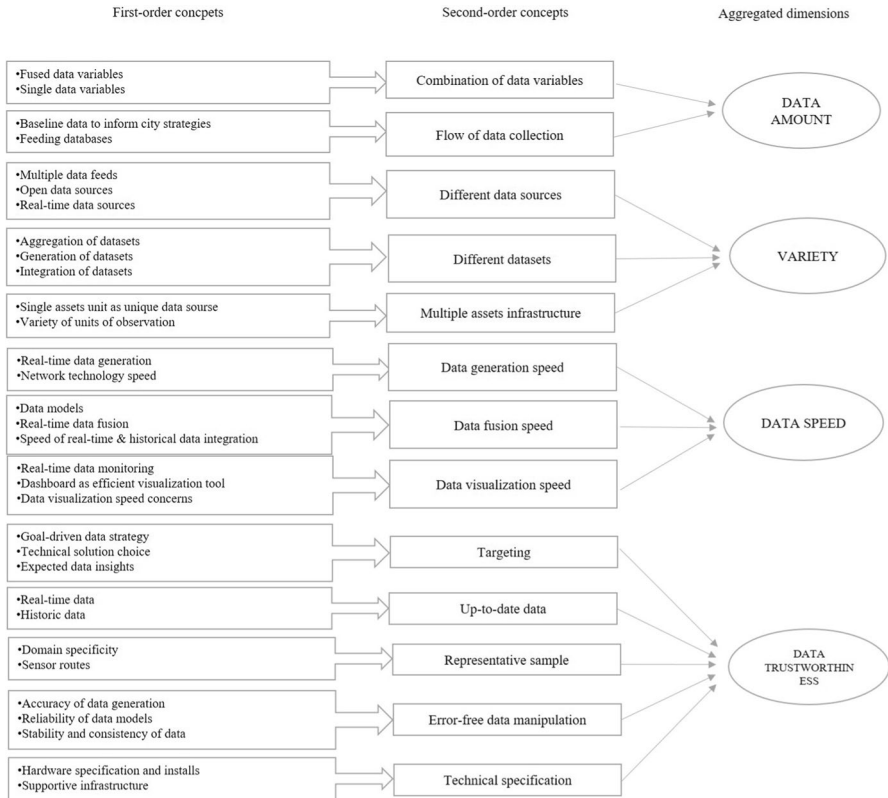 First-order concpets
Second-order concepts
Aggregated dimensions
•Fused data variables
•Single data variables
Combination of data variables
DATA
AMOUNT
•Baseline data to inform city strategies
•Feeding databases
Flow of data collection
•Multiple data feeds
•Open data sources
•Real-time data sources
Different data sources
•Aggregation of datasets
•Generation of datasets
•Integration of datasets
Different datasets
VARIETY
•Single assets unit as unique data sourse
•Variety of units of observation
Multiple assets infrastructure
•Real-time data generation
•Network technology speed
Data generation speed
•Data models
•Real-time data fusion
•Speed of real-time & historical data integration
Data fusion speed
DATA SPEED
•Real-time data monitoring
•Dashboard as efficient visualization tool
•Data visualization speed concerns
Data visualization speed
•Goal-driven data strategy
•Technical solution choice
•Expected data insights
Targeting
•Real-time data
•Historic data
Up-to-date data
•Domain specificity
•Sensor routes
Representative sample
DATA
TRUSTWORTHIN
ESS
•Accuracy of data generation
•Reliability of data models
•Stability and consistency of data
Error-free data manipulation
•Hardware specification and installs
•Supportive infrastructure
Technical specification